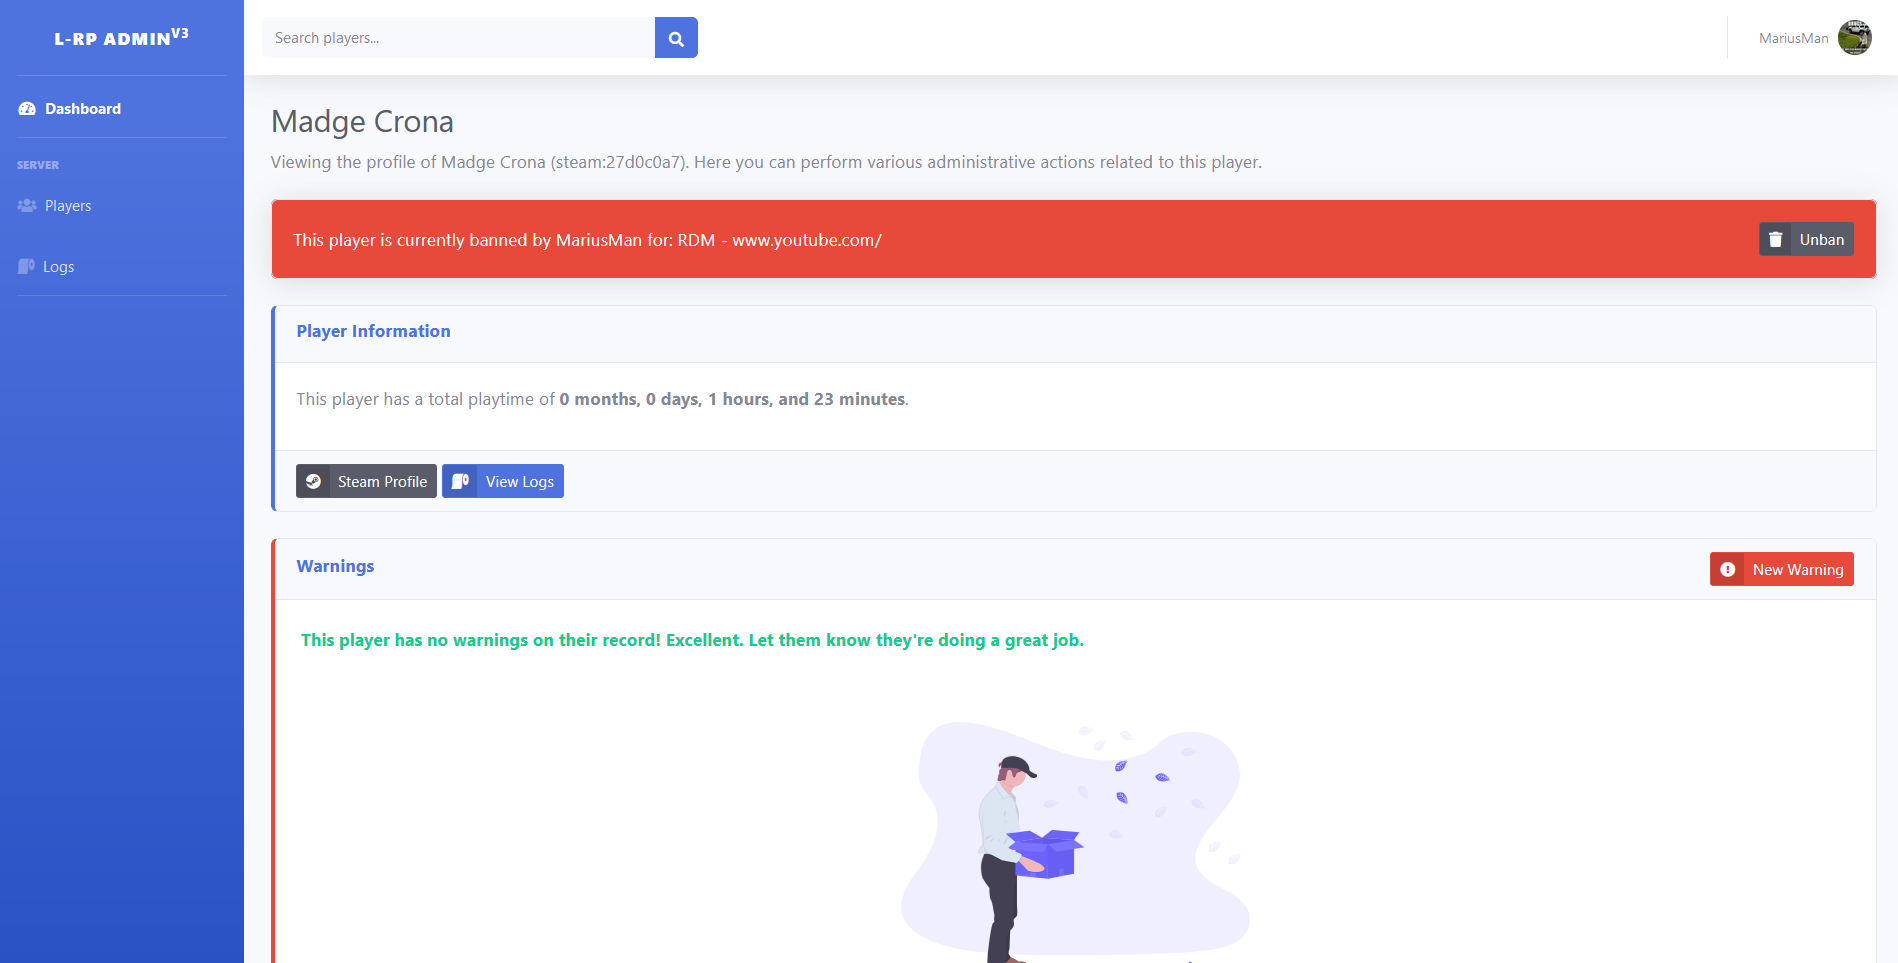 L-RP ADMIN V3
Search players...
MariusMan
Dashboard
SERVER
Players
Logs
Madge Crona
Viewing the profile of Madge Crona (steam:27d0c0a7). Here you can perform various administrative actions related to this player.
This player is currently banned by MariusMan for: RDM - www.youtube.com/
Unban
Player Information
This player has a total playtime of 0 months, 0 days, 1 hours, and 23 minutes.
Steam Profile
View Logs
Warnings
New Warning
This player has no warnings on their record! Excellent. Let them know they're doing a great job.